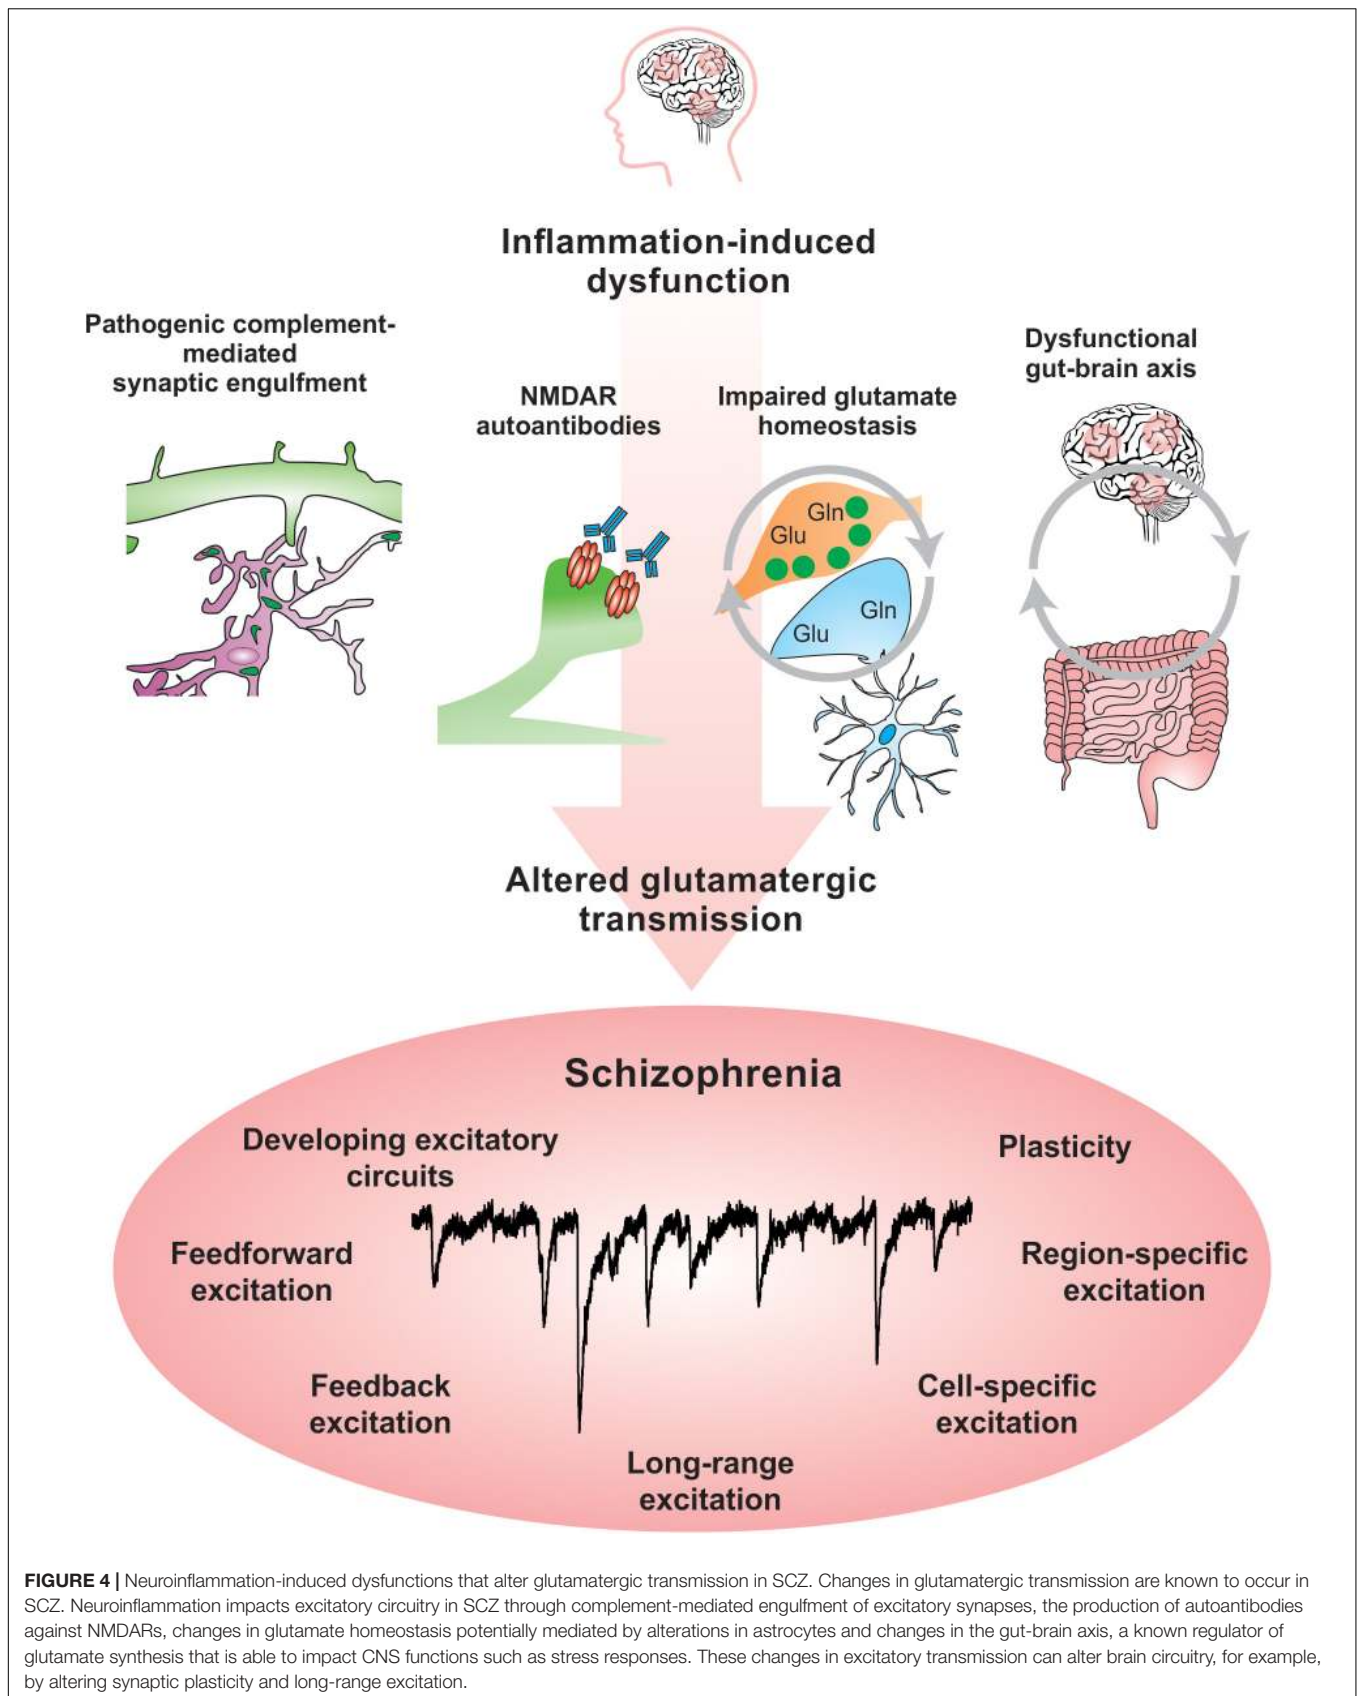 Inflammation-induced
dysfunction
Pathogenic complement-
mediated
synaptic engulfment
NMDAR
autoantibodies
Impaired glutamate
homeostasis
Dysfunctional
gut-brain axis
Gln
Glu
Gln
Glu
Altered glutamatergic
transmission
Schizophrenia
Developing excitatory
circuits
Plasticity
Feedforward
excitation
Region-specific
excitation
Feedback
excitation
Cell-specific
excitation
Long-range
excitation
FIGURE 4 | Neuroinflammation-induced dysfunctions that alter glutamatergic transmission in SCZ. Changes in glutamatergic transmission are known to occur in
SCZ. Neuroinflammation impacts excitatory circuitry in SCZ through complement-mediated engulfment of excitatory synapses, the production of autoantibodies
against NMDARs, changes in glutamate homeostasis potentially mediated by alterations in astrocytes and changes in the gut-brain axis, a known regulator of
glutamate synthesis that is able to impact CNS functions such as stress responses. These changes in excitatory transmission can alter brain circuitry, for example,
by altering synaptic plasticity and long-range excitation.